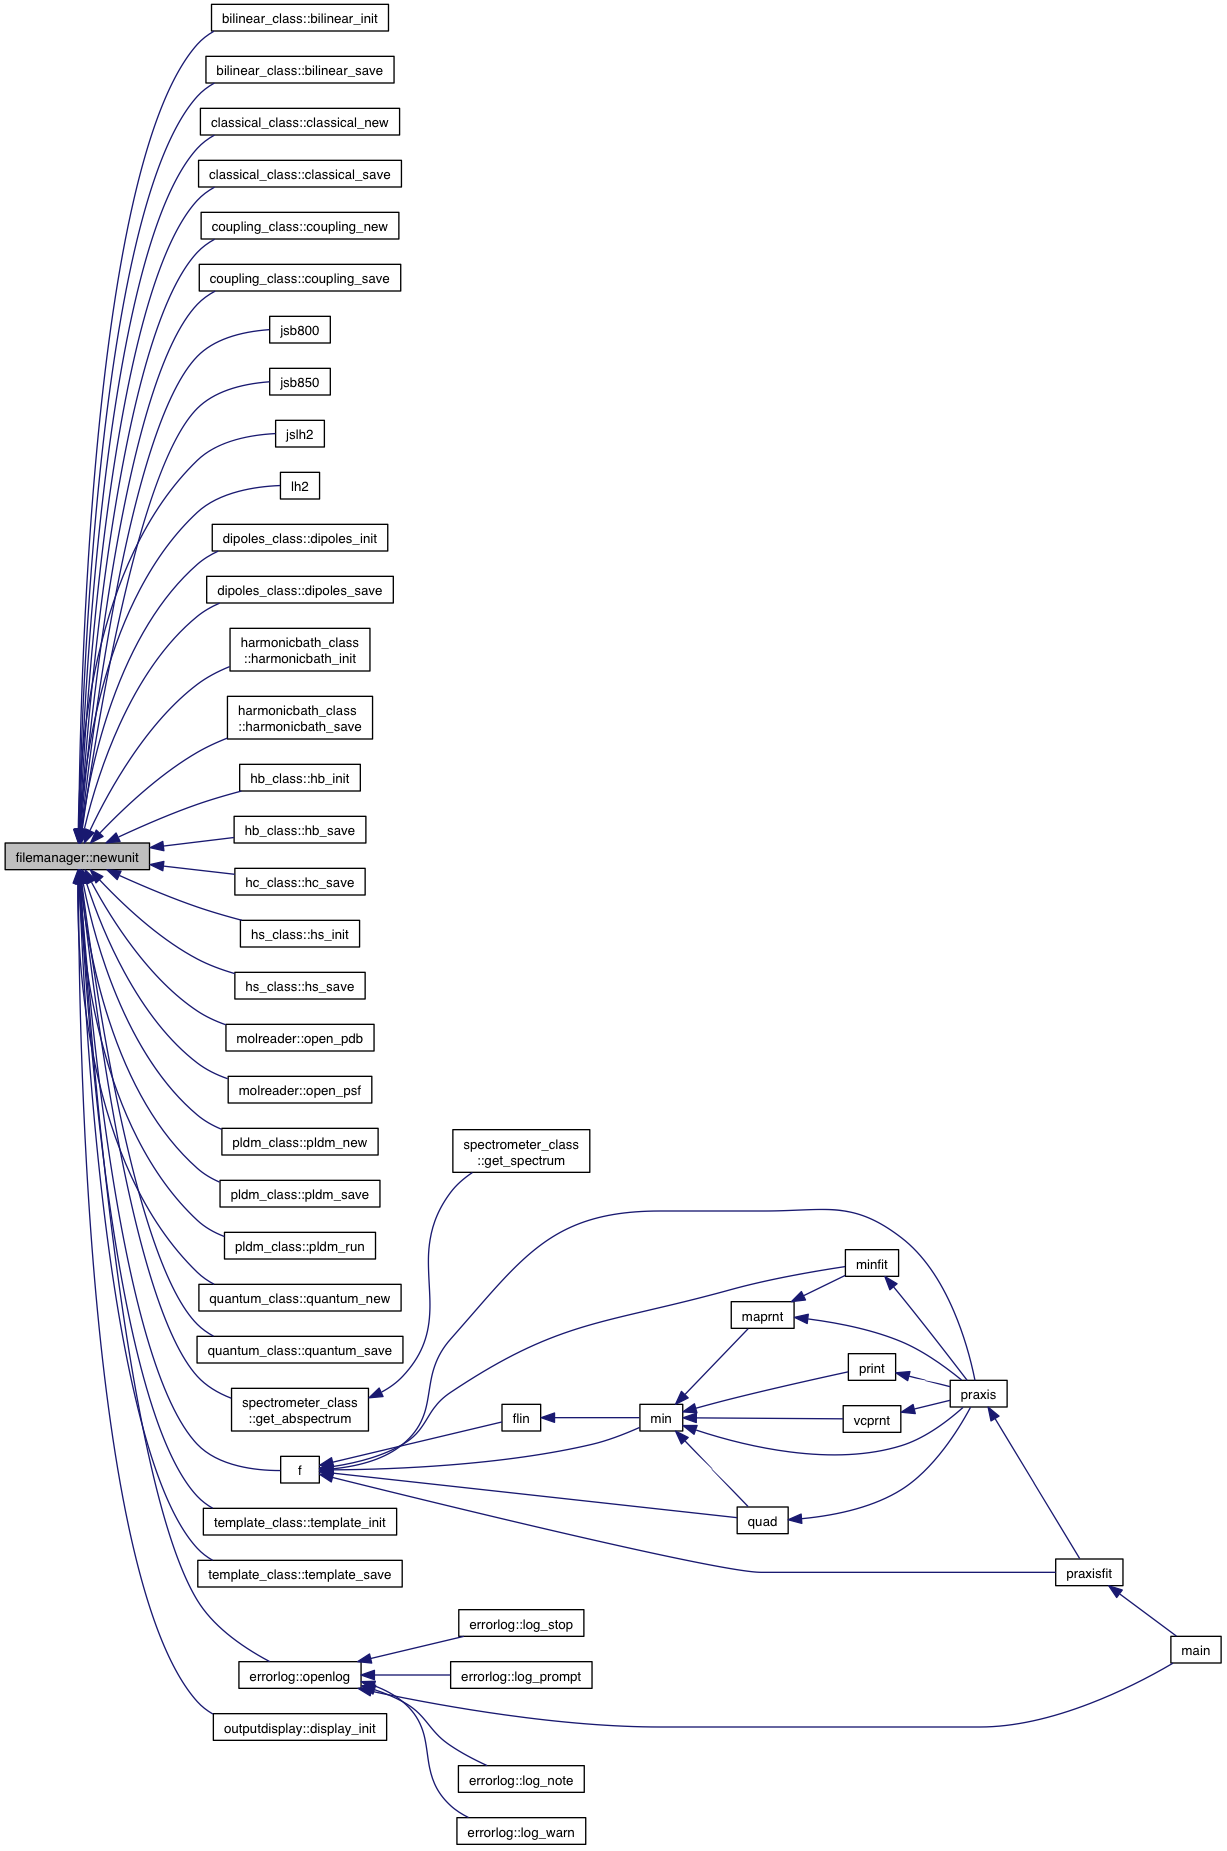 bilinear_class::bilinear_init
bilinear_class::bilinear_save
classical_class::classical_new
classical_class::classical_save
coupling_class::coupling_new
coupling_class::coupling_save
jsb800
jsb850
jslh2
lh2
dipoles_class::dipoles_init
dipoles_class::dipoles_save
harmonicbath_class
::harmonicbath_init
harmonicbath_class
::harmonicbath_save
hb_class::hb_init
hb_class::hb_save
filemanager::newunit
hc_class::hc_save
hs_class::hs_init
hs_class::hs_save
molreader::open_pdb
molreader::open_psf
pldm_class::pldm_new
spectrometer_class
::get_spectrum
pldm_class::pldm_save
pldm_class::pldm_run
minfit
quantum_class::quantum_new
maprnt
quantum_class::quantum_save
print
praxis
spectrometer_class
::get_abspectrum
flin
min
vcprnt
f
quad
template_class::template_init
template_class::template_save
praxisfit
errorlog::log_stop
main
errorlog::openlog
errorlog::log_prompt
outputdisplay::display_init
errorlog::log_note
errorlog::log_warn